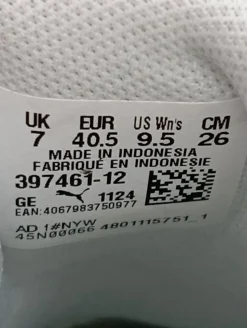 UK EUR US Wn's CM
7 40.5 9.5 26
MADE IN INDONESIA
FABRIQUÉ EN INDONESIE
397461-12
GE 1124
EAN:4067983750977
AD 1#NYW
45N00066 4801115751_1